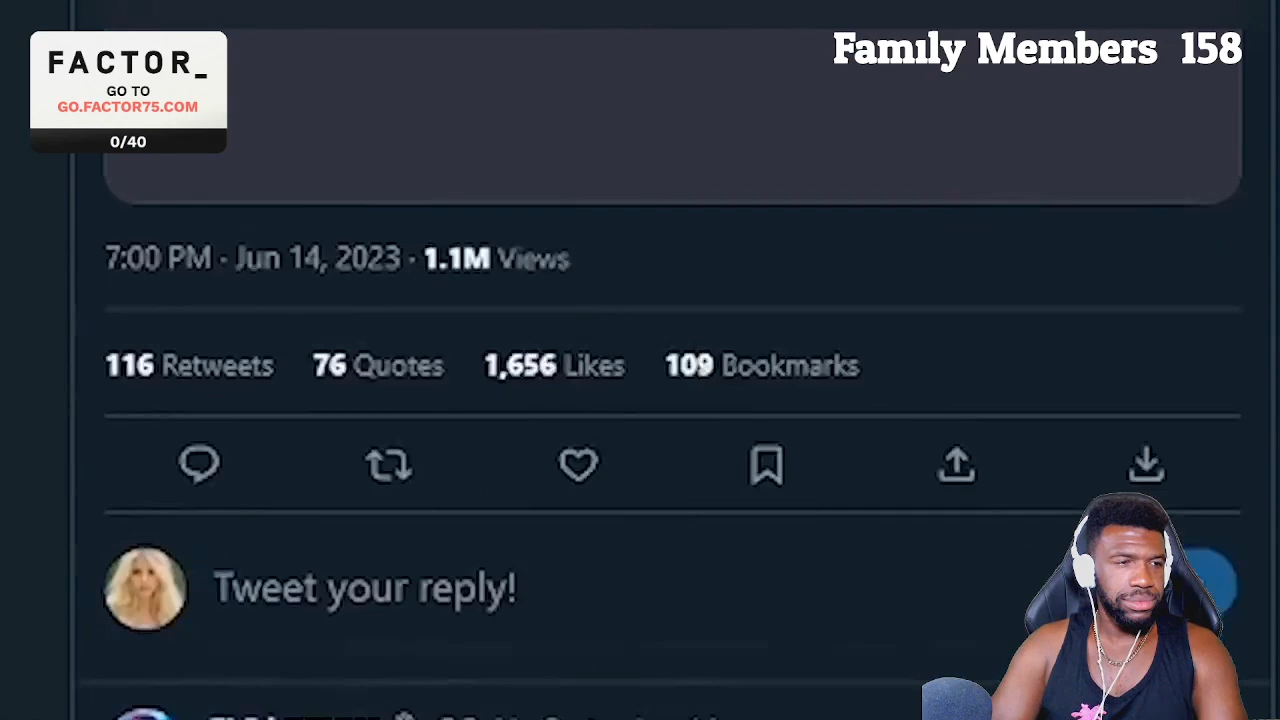 FACTOR_
GO TO
GO.FACTOR75.COM
0/40
Family Members 158
7:00 PM · Jun 14, 2023 · 1.1M Views
116 Retweets 76 Quotes 1,656 Likes 109 Bookmarks
Tweet your reply!